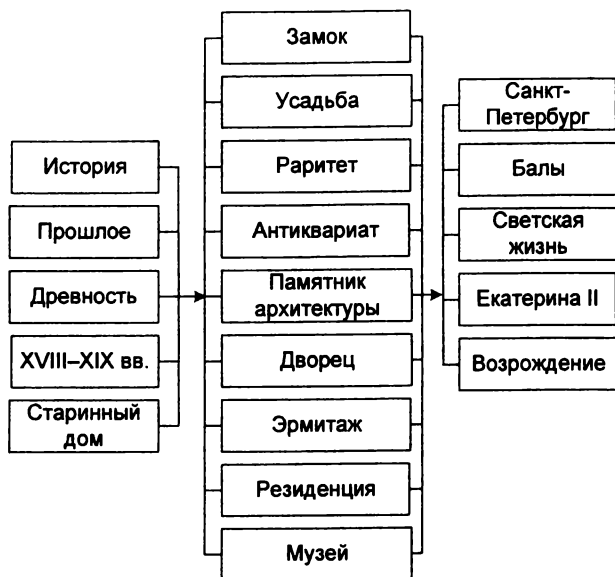 История
Прошлое
Древность
XVIII–XIX вв.
Старинный
дом
Замок
Усадьба
Раритет
Антиквариат
Памятник
архитектуры
Дворец
Эрмитаж
Резиденция
Музей
Санкт-
Петербург
Балы
Светская
жизнь
Екатерина II
Возрождение